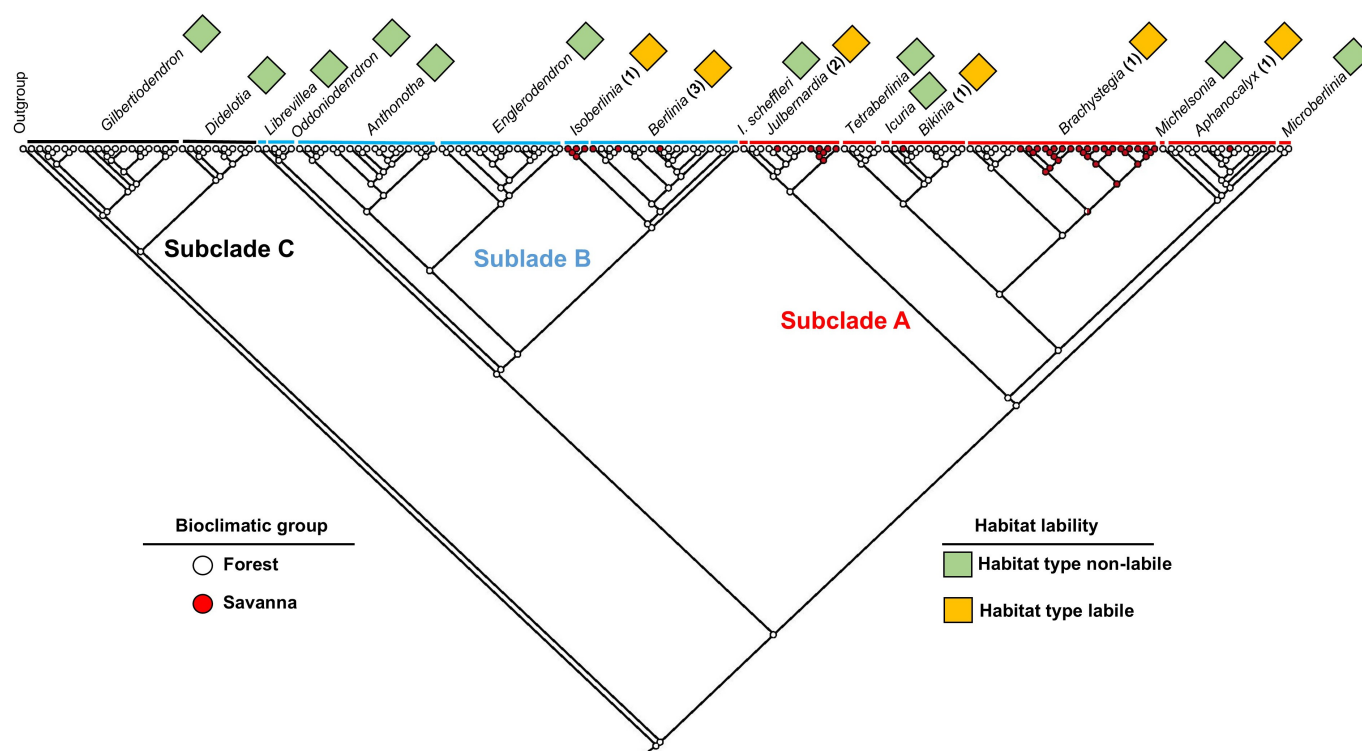 Outgroup
Gilbertiodendron
Didelotia
Librevillea
Oddoniodenrdron
Anthonotha
Englerodendron
Isoberlinia (1)
Berlinia (3)
I. scheffleri
Julbernardia (2)
Tetraberlinia
Icuria
Bikinia (1)
Brachystegia (1)
Michelsonia
Aphanocalyx (1)
Microberlinia
Subclade C
Sublade B
Subclade A
Bioclimatic group
Forest
Savanna
Habitat lability
Habitat type non-labile
Habitat type labile